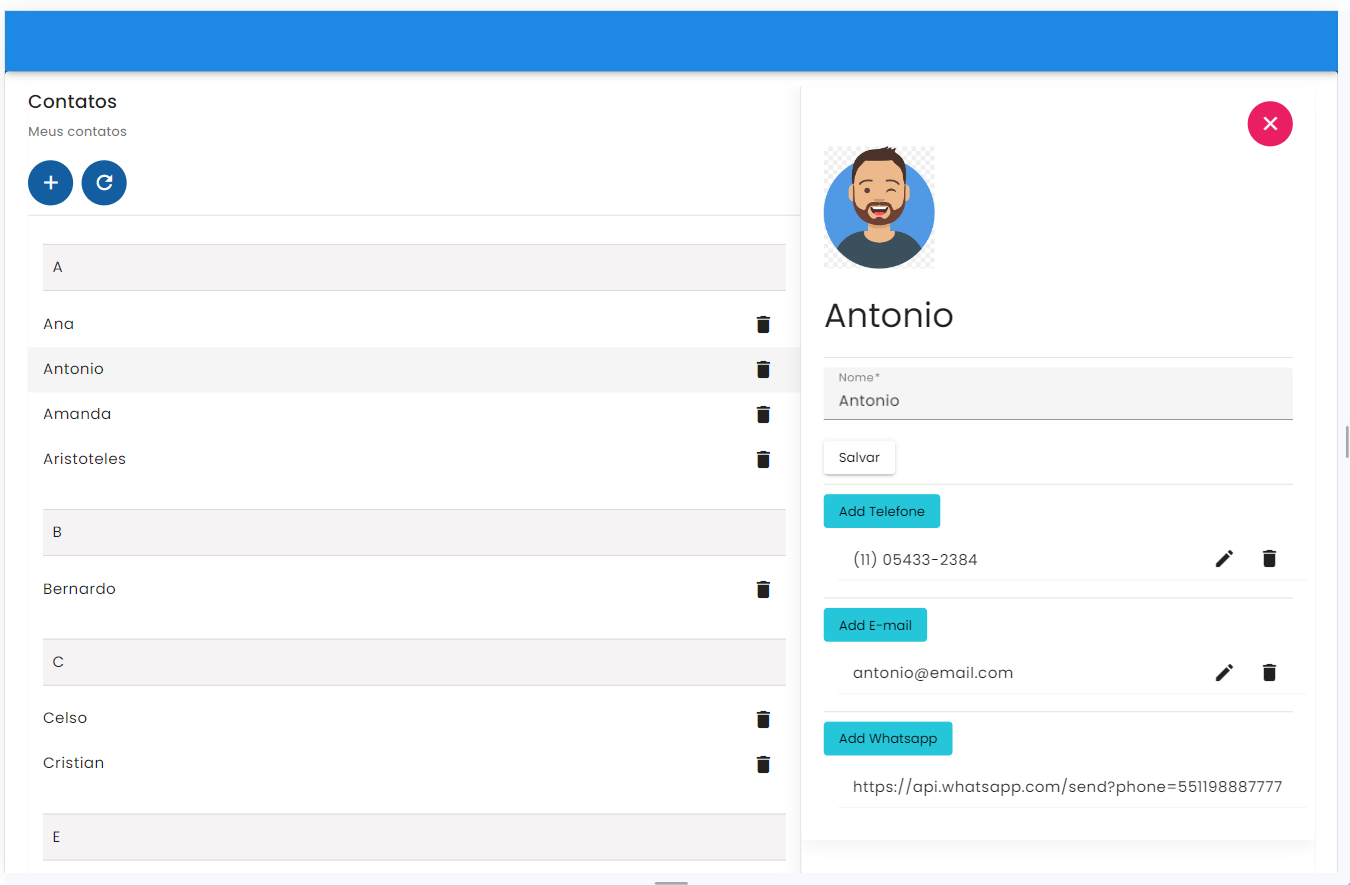 Contatos
Meus contatos
A
Ana
Antonio
Amanda
Aristoteles
B
Bernardo
C
Celso
Cristian
E
Antonio
Nome*
Antonio
Salvar
Add Telefone
(11) 05433-2384
Add E-mail
antonio@email.com
Add Whatsapp
https://api.whatsapp.com/send?phone=551198887777